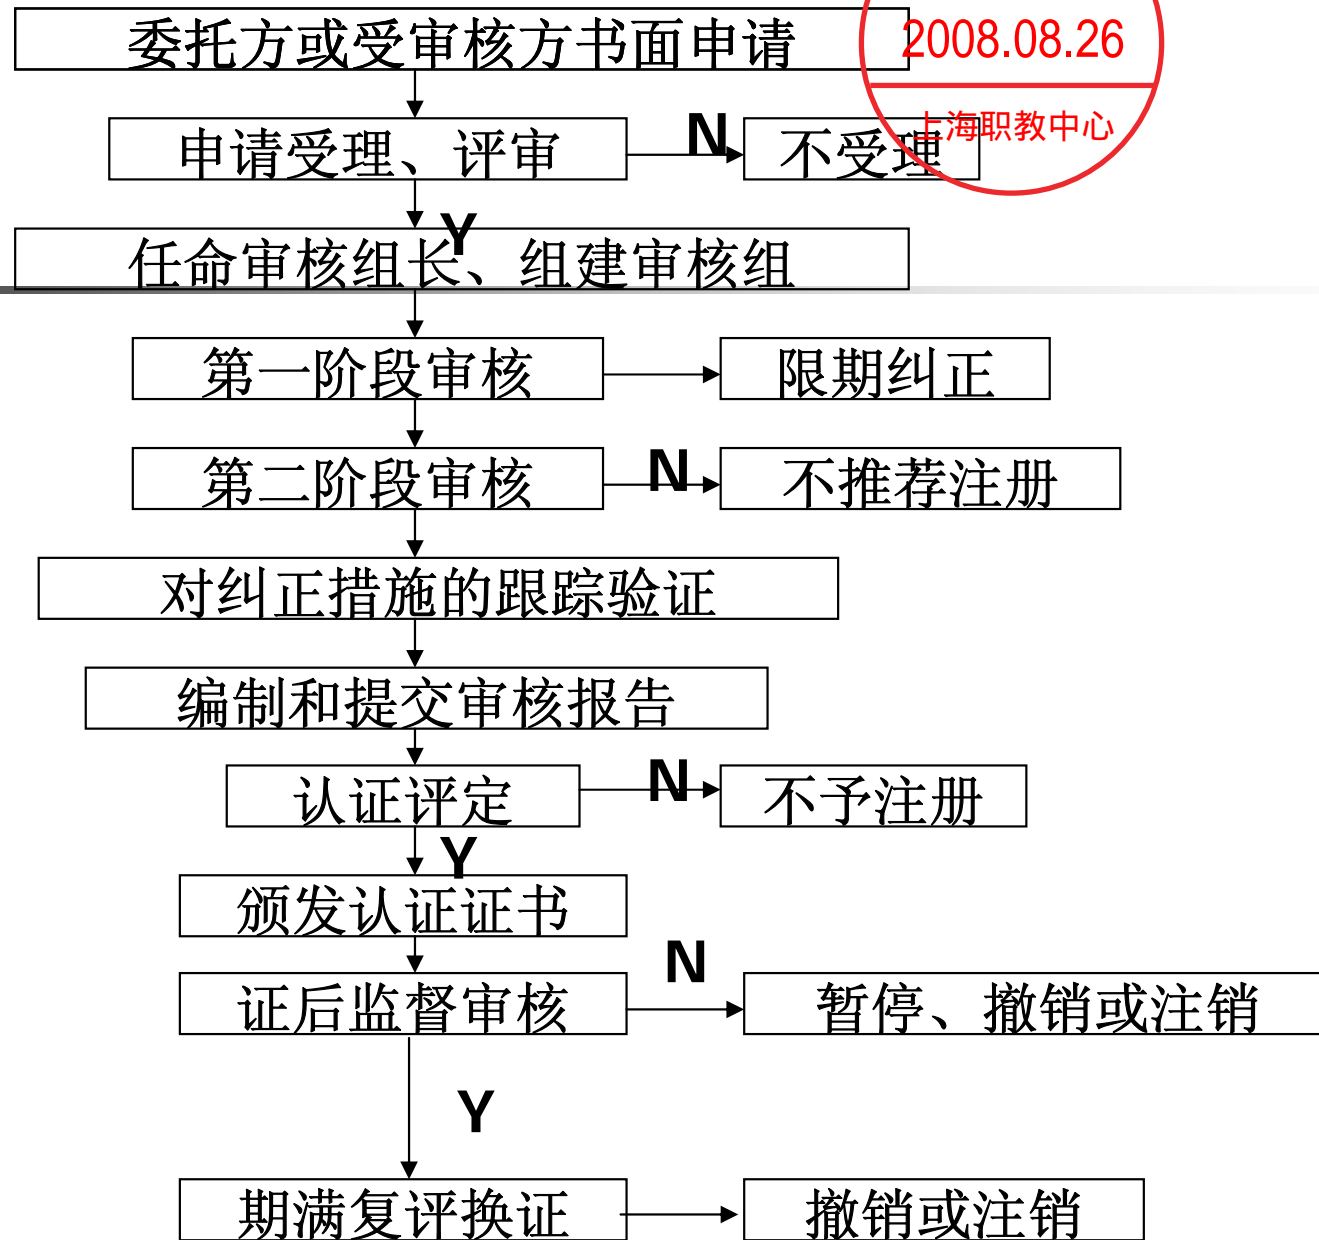 委托方或受审核方书面申请
2008.08.26
上海职教中心
申请受理、评审
N
不受理
Y
任命审核组长、组建审核组
第一阶段审核
限期纠正
第二阶段审核
N
不推荐注册
对纠正措施的跟踪验证
编制和提交审核报告
认证评定
N
不予注册
Y
颁发认证证书
N
证后监督审核
暂停、撤销或注销
Y
期满复评换证
撤销或注销